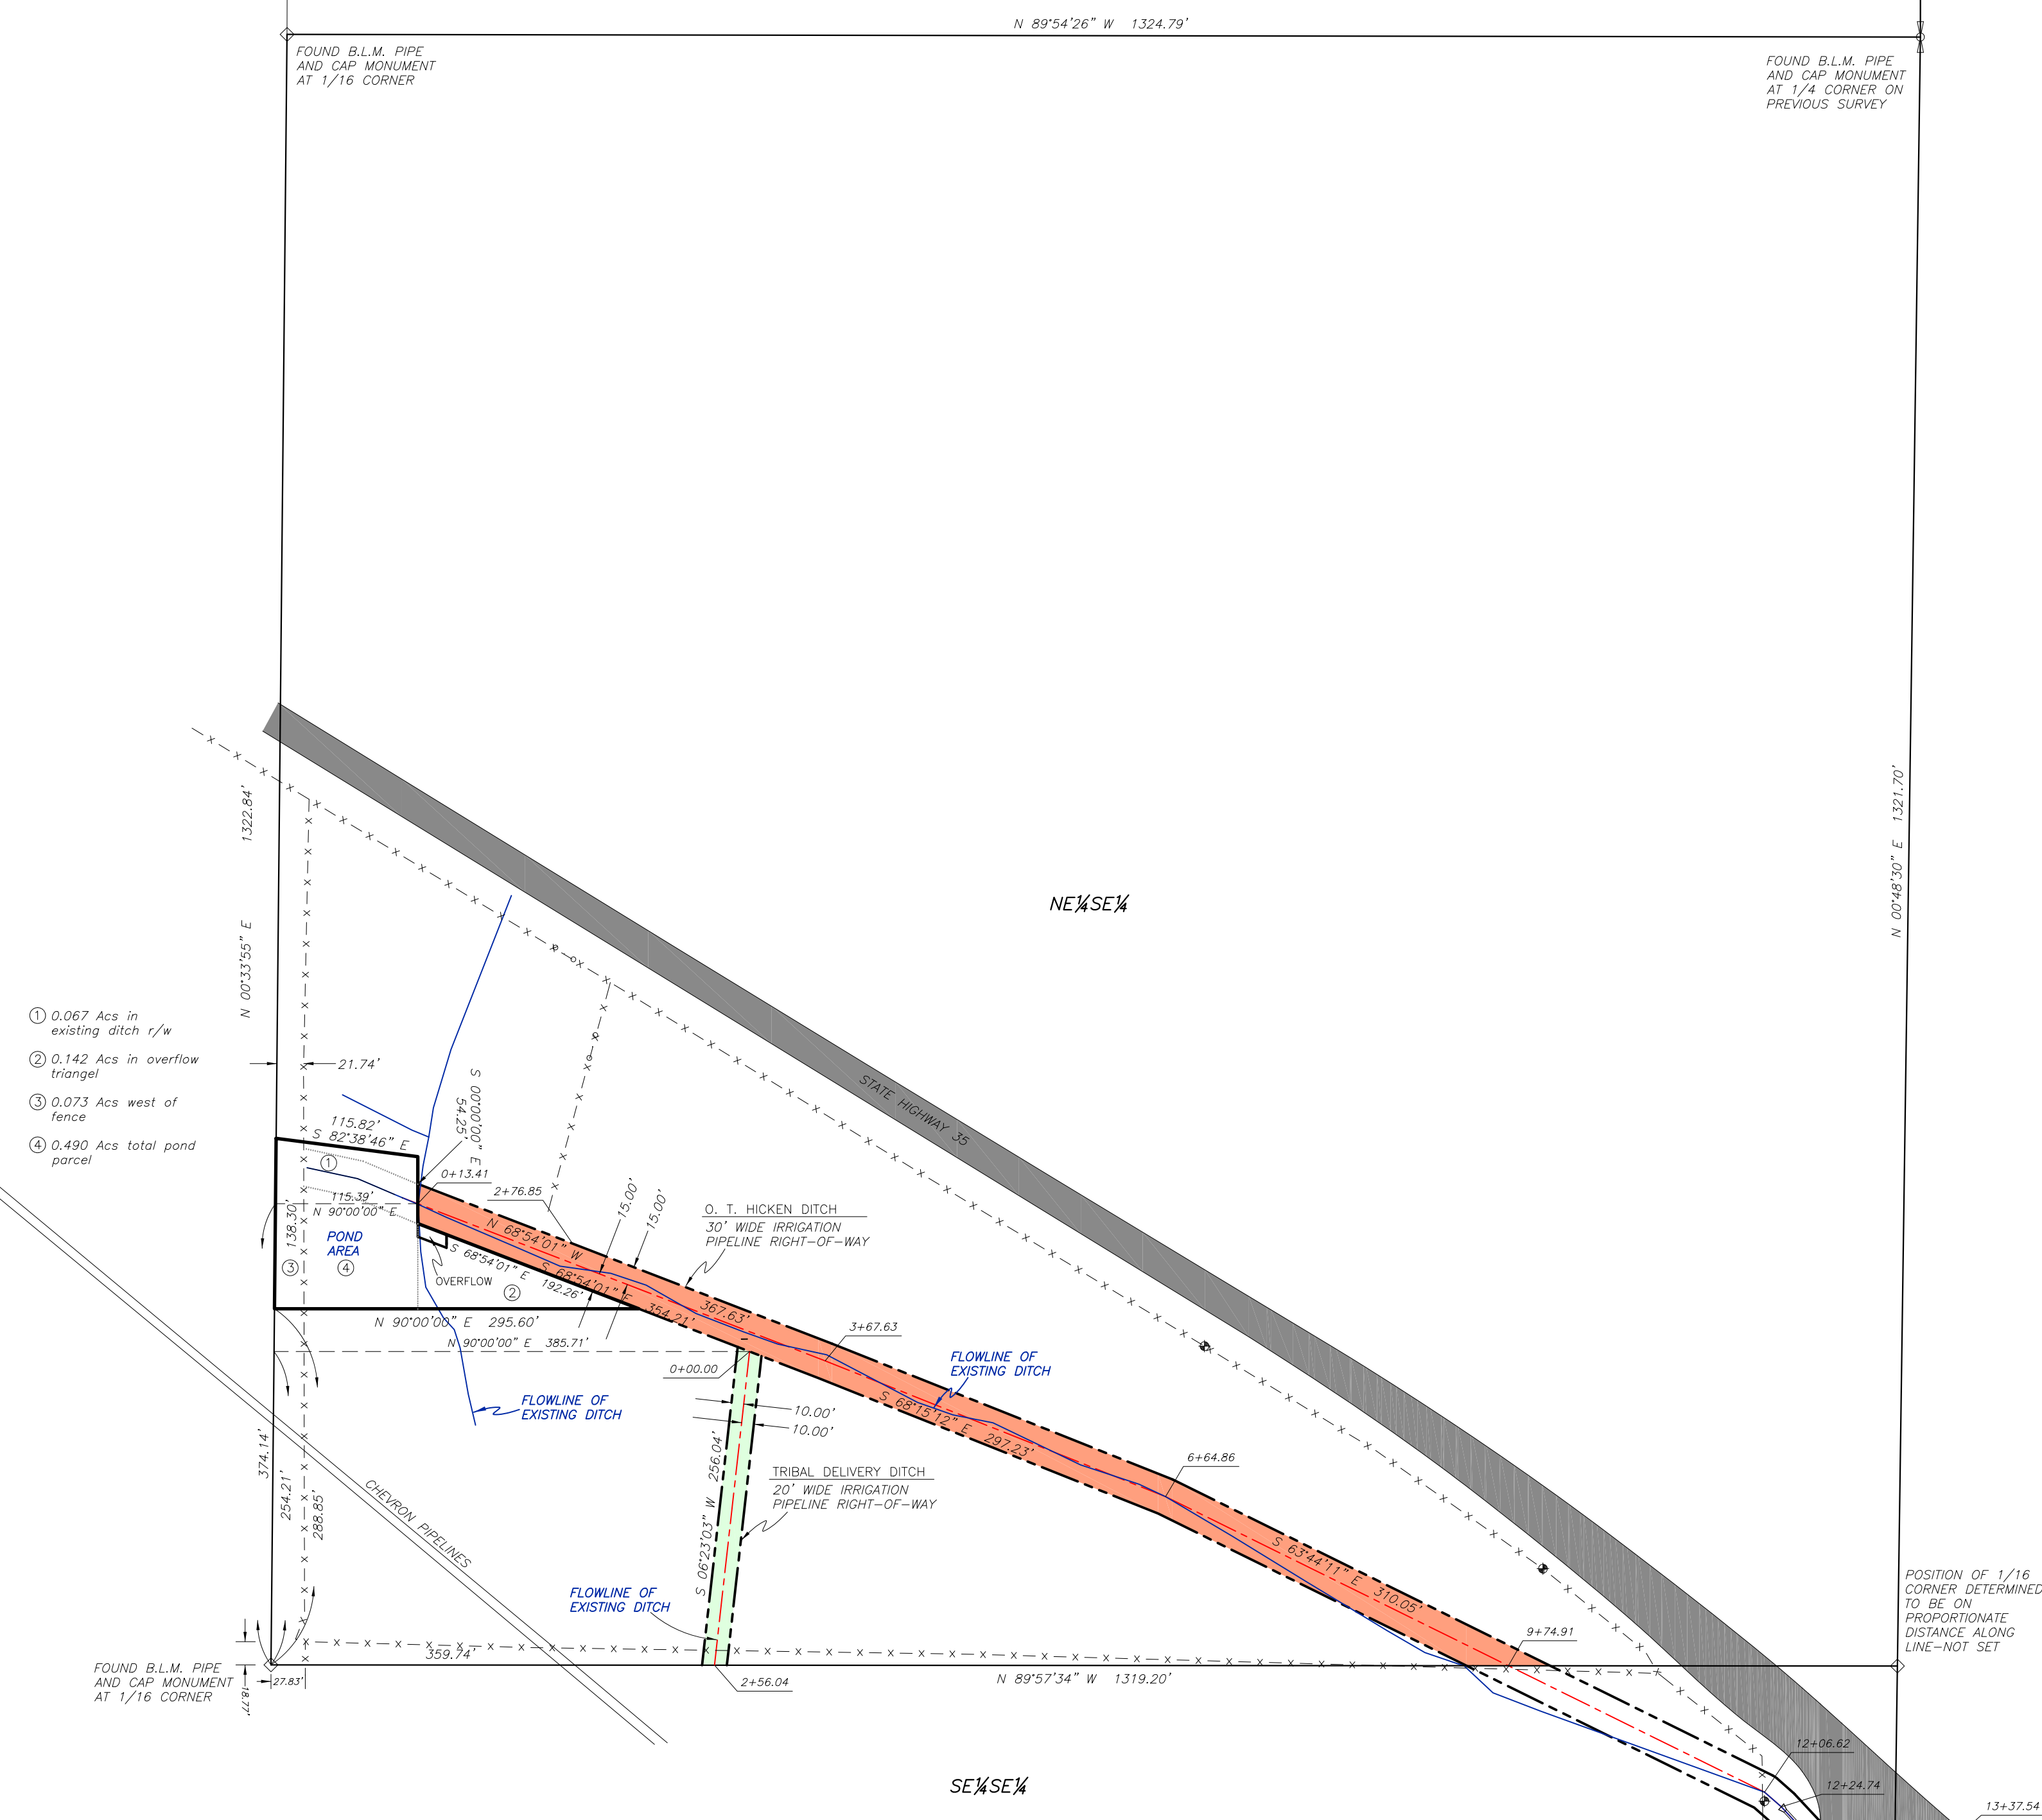 N 89°54'26" W 1324.79'
FOUND B.L.M. PIPE
AND CAP MONUMENT
AT 1/16 CORNER
FOUND B.L.M. PIPE
AND CAP MONUMENT
AT 1/4 CORNER ON
PREVIOUS SURVEY
N 00°33'55" E 1322.84'
N 00°48'30" E 1321.70'
NE¼SE¼
STATE HIGHWAY 35
① 0.067 Acs in
existing ditch r/w
② 0.142 Acs in overflow
triangel
③ 0.073 Acs west of
fence
④ 0.490 Acs total pond
parcel
21.74'
115.82'
S 82°38'46" E
S 00°00'00" E
54.25'
①
0+13.41
115.39'
N 90°00'00" E
138.30'
POND
AREA
③
④
2+76.85
15.00'
15.00'
O. T. HICKEN DITCH
30' WIDE IRRIGATION
PIPELINE RIGHT-OF-WAY
N 68°54'01" W 367.63'
S 68°54'01" E 354.21'
S 68°54'01" E 192.26'
OVERFLOW
②
N 90°00'00" E 295.60'
N 90°00'00" E 385.71'
0+00.00
3+67.63
FLOWLINE OF
EXISTING DITCH
S 68°15'12" E 297.23'
FLOWLINE OF
EXISTING DITCH
10.00'
10.00'
6+64.86
TRIBAL DELIVERY DITCH
20' WIDE IRRIGATION
PIPELINE RIGHT-OF-WAY
S 06°23'03" W 256.04'
374.14'
254.21'
288.85'
CHEVRON PIPELINES
S 63°44'11" E 310.05'
FLOWLINE OF
EXISTING DITCH
9+74.91
POSITION OF 1/16
CORNER DETERMINED
TO BE ON
PROPORTIONATE
DISTANCE ALONG
LINE-NOT SET
359.74'
FOUND B.L.M. PIPE
AND CAP MONUMENT
AT 1/16 CORNER
27.83'
18.77'
2+56.04
N 89°57'34" W 1319.20'
12+06.62
SE¼SE¼
12+24.74
13+37.54